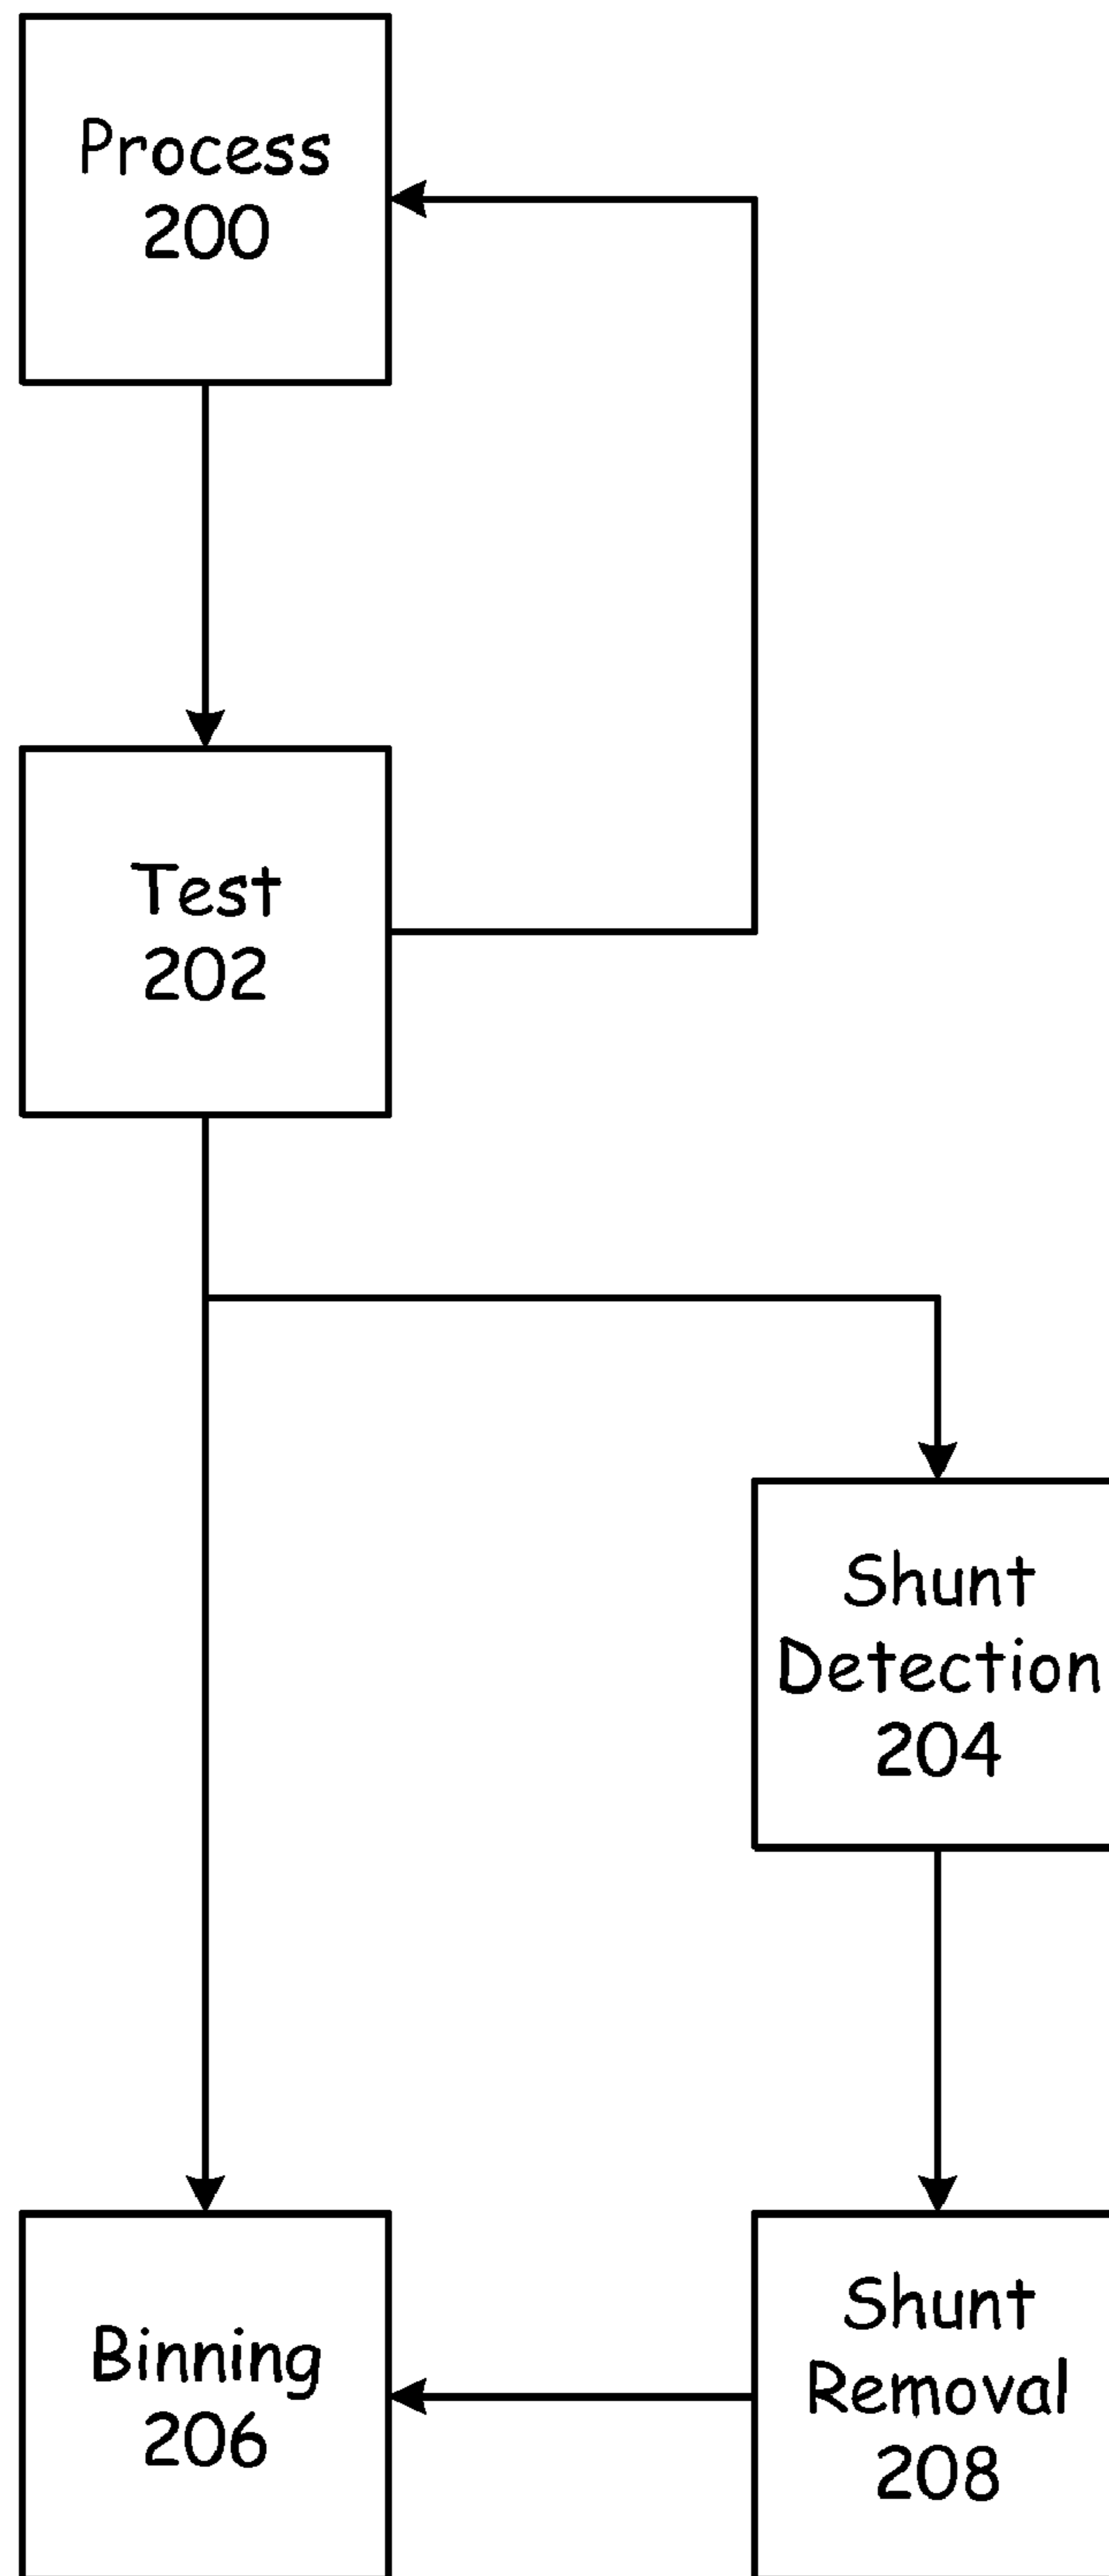 Process
200
Test
202
Shunt
Detection
204
Binning
206
Shunt
Removal
208